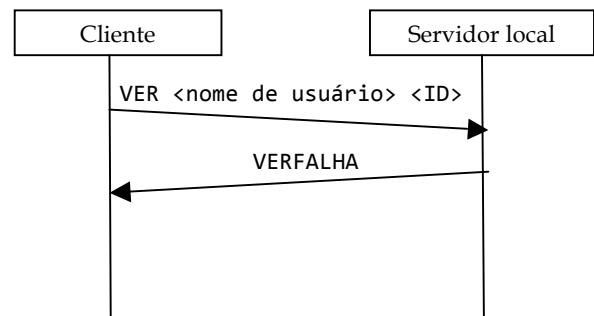 Cliente
Servidor local
VER <nome de usuário> <ID>
VERFALHA